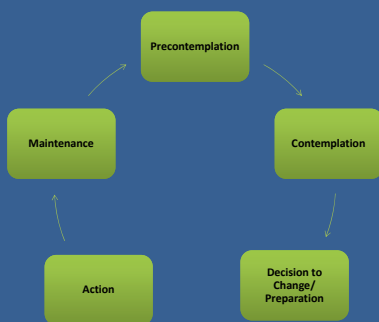 Precontemplation
Contemplation
Decision to
Change/
Preparation
Action
Maintenance